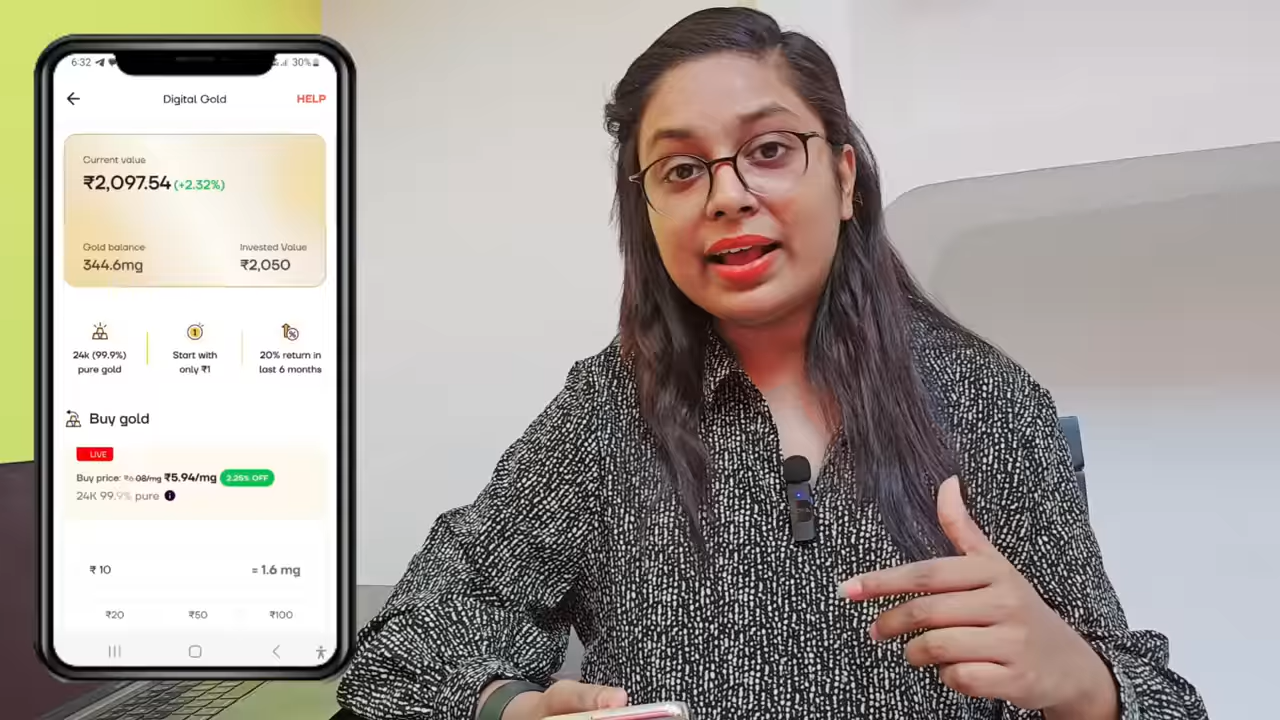 6:32
30%
Digital Gold
HELP
Current value
₹2,097.54 (+2.32%)
Gold balance
Invested Value
344.6mg
₹2,050
24k (99.9%)
pure gold
Start with
only ₹1
20% return in
last 6 months
Buy gold
LIVE
Buy price: ₹6.08/mg ₹5.94/mg 2.25% OFF
24K 99.9% pure
₹ 10
= 1.6 mg
₹20
₹50
₹100